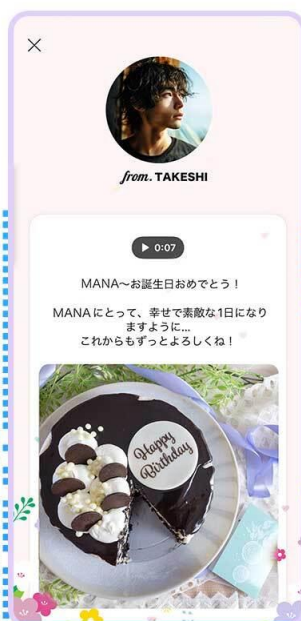 from. TAKESHI
0:07
MANA〜お誕生日おめでとう！
MANAにとって、幸せで素敵な1日になり
ますように...
これからもずっとよろしくね！
Happy
Birthday